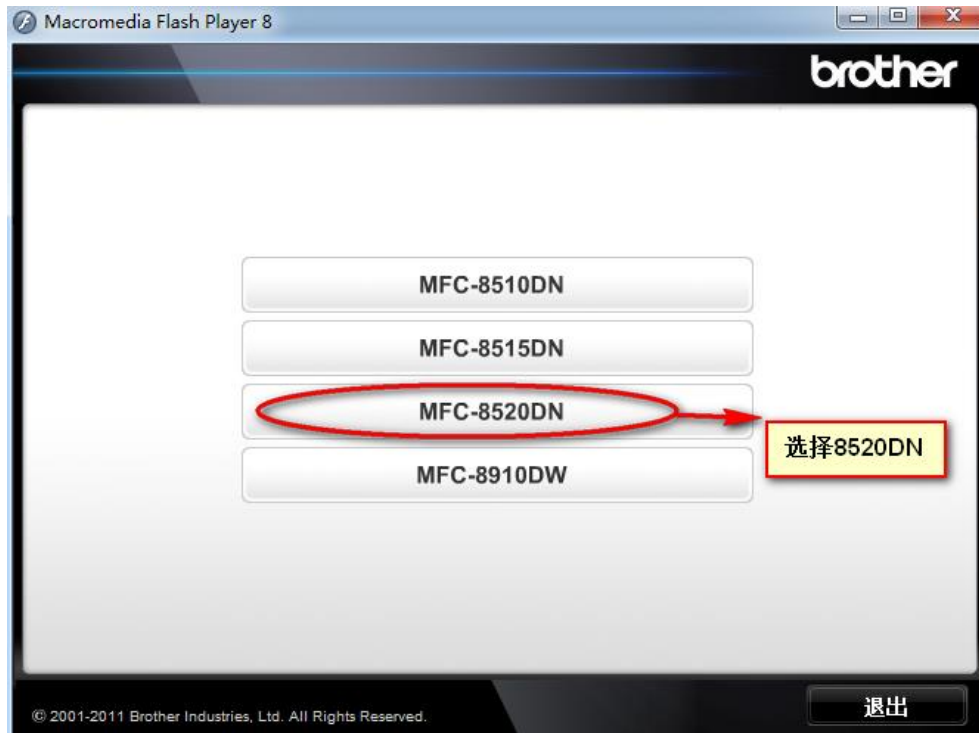 Macromedia Flash Player 8
brother
MFC-8510DN
MFC-8515DN
MFC-8520DN
选择8520DN
MFC-8910DW
© 2001-2011 Brother Industries, Ltd. All Rights Reserved.
退出